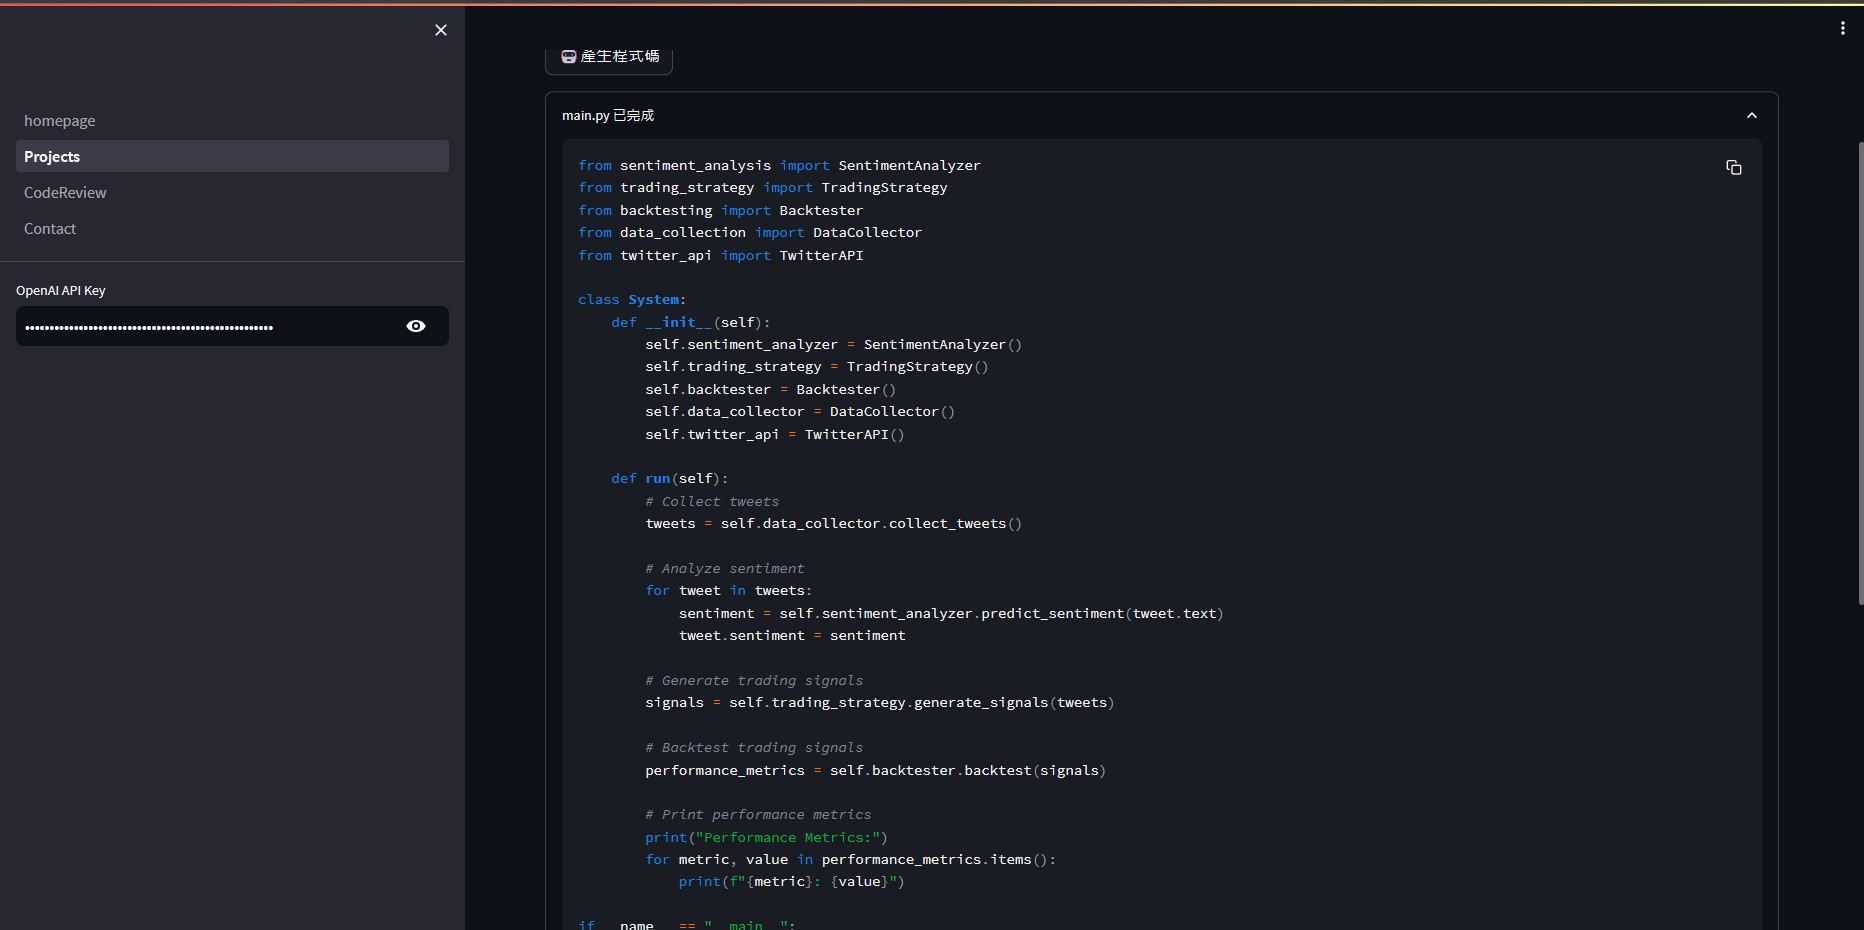 homepage
Projects
CodeReview
Contact
OpenAI API Key
產生程式碼
main.py 已完成
from sentiment_analysis import SentimentAnalyzer
from trading_strategy import TradingStrategy
from backtesting import Backtester
from data_collection import DataCollector
from twitter_api import TwitterAPI
class System:
def __init__(self):
self.sentiment_analyzer = SentimentAnalyzer()
self.trading_strategy = TradingStrategy()
self.backtester = Backtester()
self.data_collector = DataCollector()
self.twitter_api = TwitterAPI()
def run(self):
# Collect tweets
tweets = self.data_collector.collect_tweets()
# Analyze sentiment
for tweet in tweets:
sentiment = self.sentiment_analyzer.predict_sentiment(tweet.text)
tweet.sentiment = sentiment
# Generate trading signals
signals = self.trading_strategy.generate_signals(tweets)
# Backtest trading signals
performance_metrics = self.backtester.backtest(signals)
# Print performance metrics
print("Performance Metrics:")
for metric, value in performance_metrics.items():
print(f"{metric}: {value}")
if __name__ == "__main__":